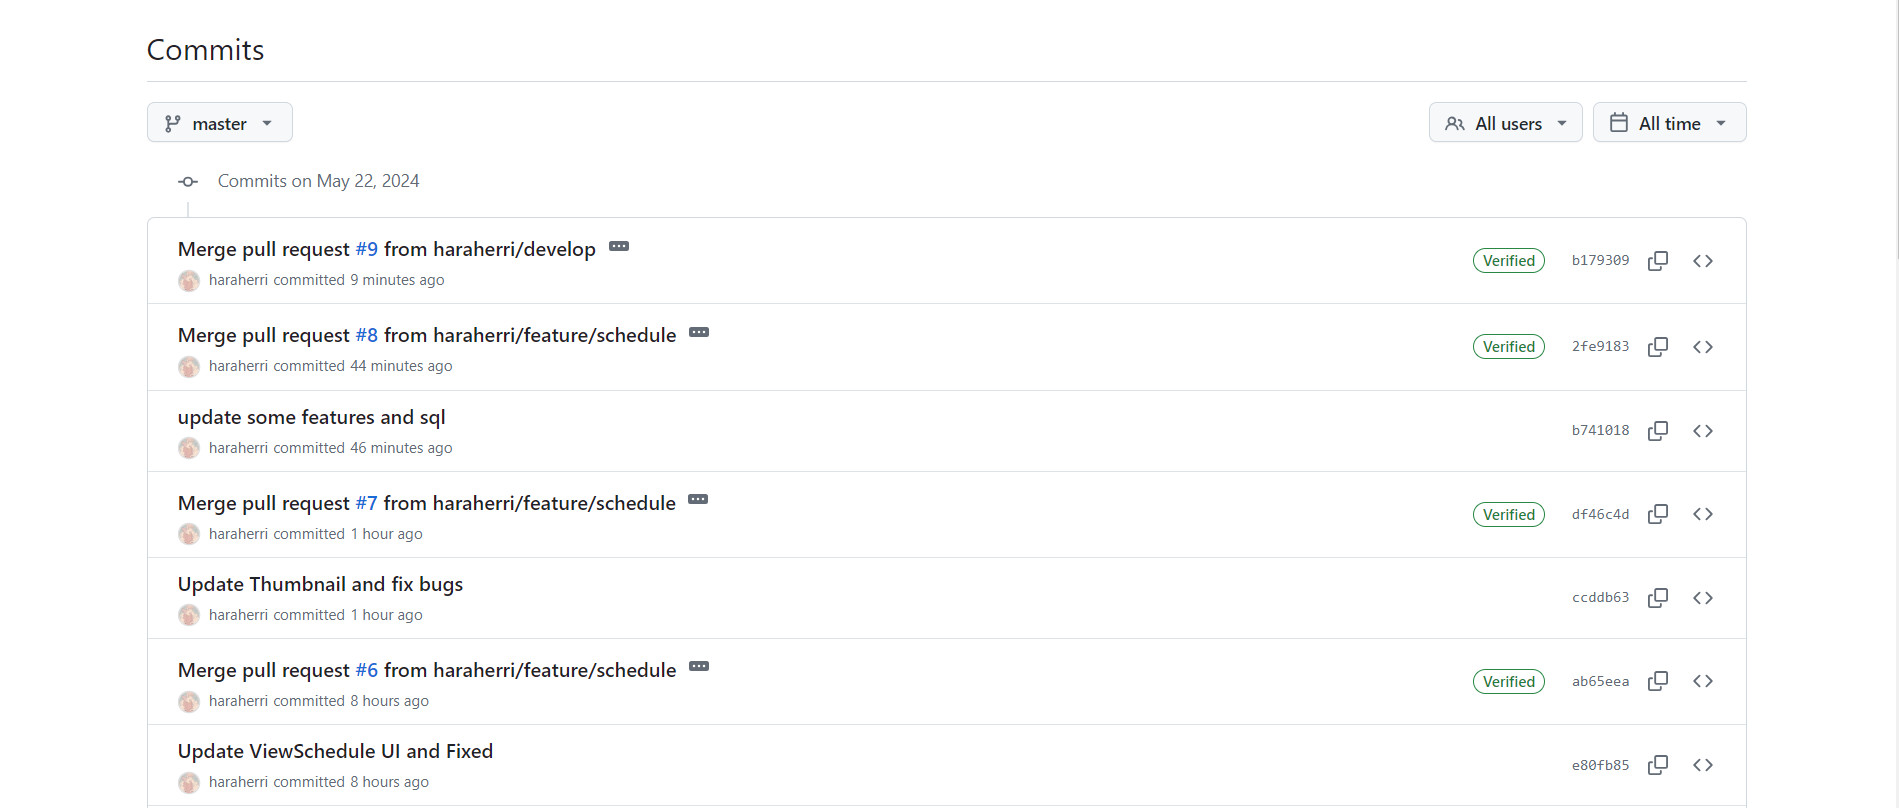 Commits
master
All users
All time
Commits on May 22, 2024
Merge pull request #9 from haraherri/develop
haraherri committed 9 minutes ago
Verified
b179309
Merge pull request #8 from haraherri/feature/schedule
haraherri committed 44 minutes ago
Verified
2fe9183
update some features and sql
haraherri committed 46 minutes ago
b741018
Merge pull request #7 from haraherri/feature/schedule
haraherri committed 1 hour ago
Verified
df46c4d
Update Thumbnail and fix bugs
haraherri committed 1 hour ago
ccddb63
Merge pull request #6 from haraherri/feature/schedule
haraherri committed 8 hours ago
Verified
ab65eea
Update ViewSchedule UI and Fixed
haraherri committed 8 hours ago
e80fb85